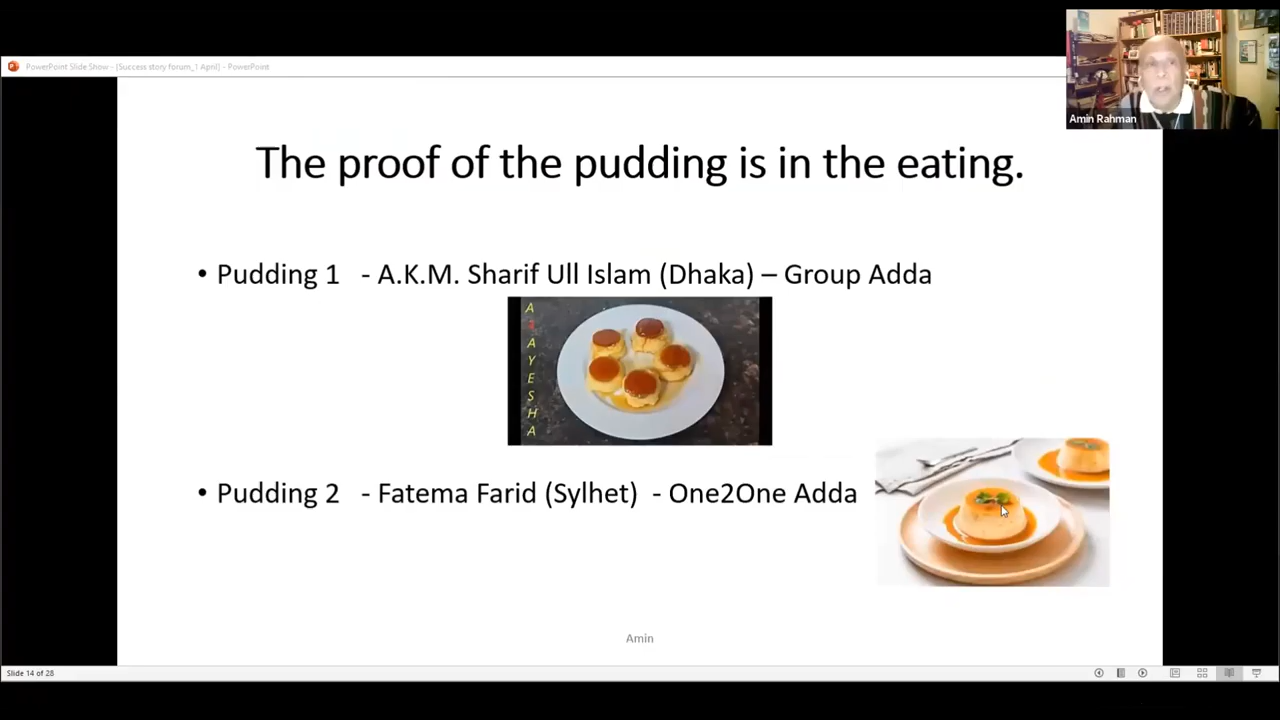 PowerPoint Slide Show - [Success story forum_1 April] - PowerPoint
Amin Rahman
The proof of the pudding is in the eating.
• Pudding 1 - A.K.M. Sharif Ull Islam (Dhaka) – Group Adda
A
AYESHA
• Pudding 2 - Fatema Farid (Sylhet) - One2One Adda
Amin
Slide 14 of 28